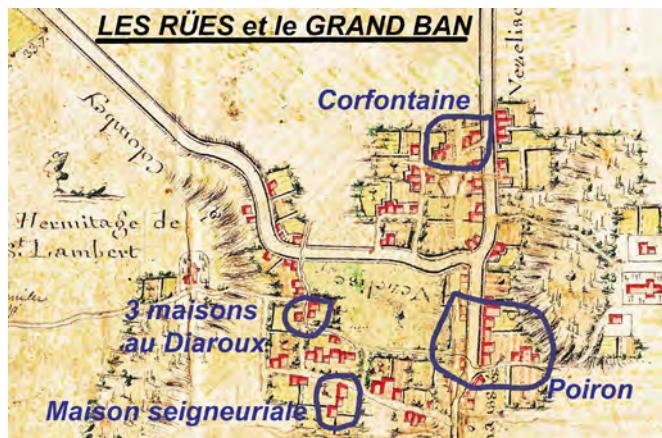 LES RÜES et le GRAND BAN
Corfontaine
Colombey
Hermitage de
St. Lambert
3 maisons
au Diaroux
Maison seigneuriale
Poiron